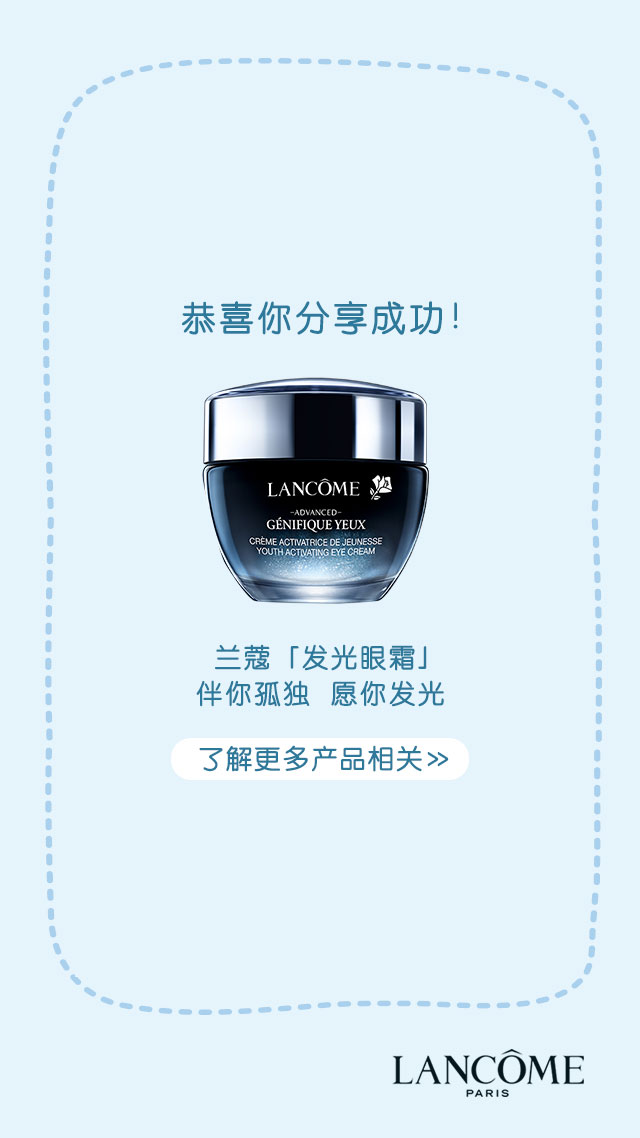 恭喜你分享成功！
LANCÔME
-ADVANCED-
GÉNIFIQUE YEUX
CRÈME ACTIVATRICE DE JEUNESSE
YOUTH ACTIVATING EYE CREAM
兰蔻「发光眼霜」
伴你孤独 愿你发光
了解更多产品相关>>
LANCÔME
PARIS